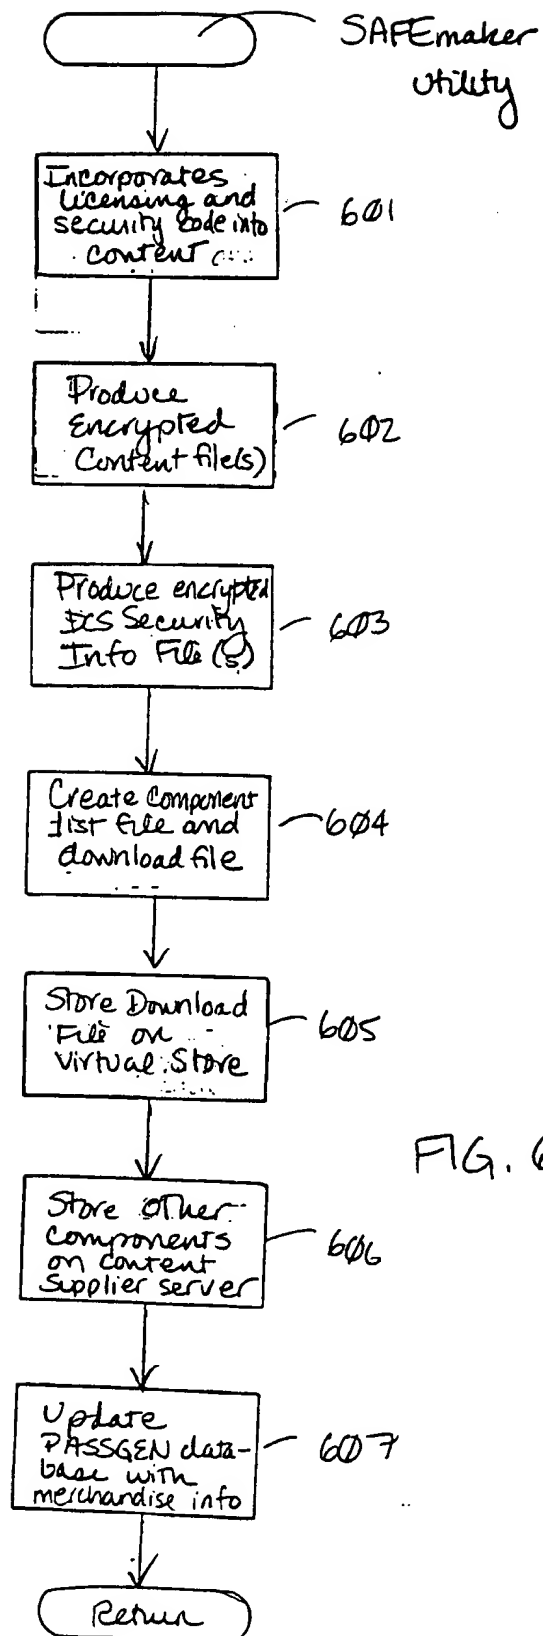 SAFEmaker
utility
Incorporates
licensing and
security code into
content
601
Produce
Encrypted
Content file(s)
602
Produce encrypted
Security
Info File(s)
603
Create component
list file and
download file
604
Store Download
File on
Virtual Store
605
FIG. 6
Store other
components
on content
supplier server
606
Update
PASSGEN data-
base with
merchandise info
607
Return